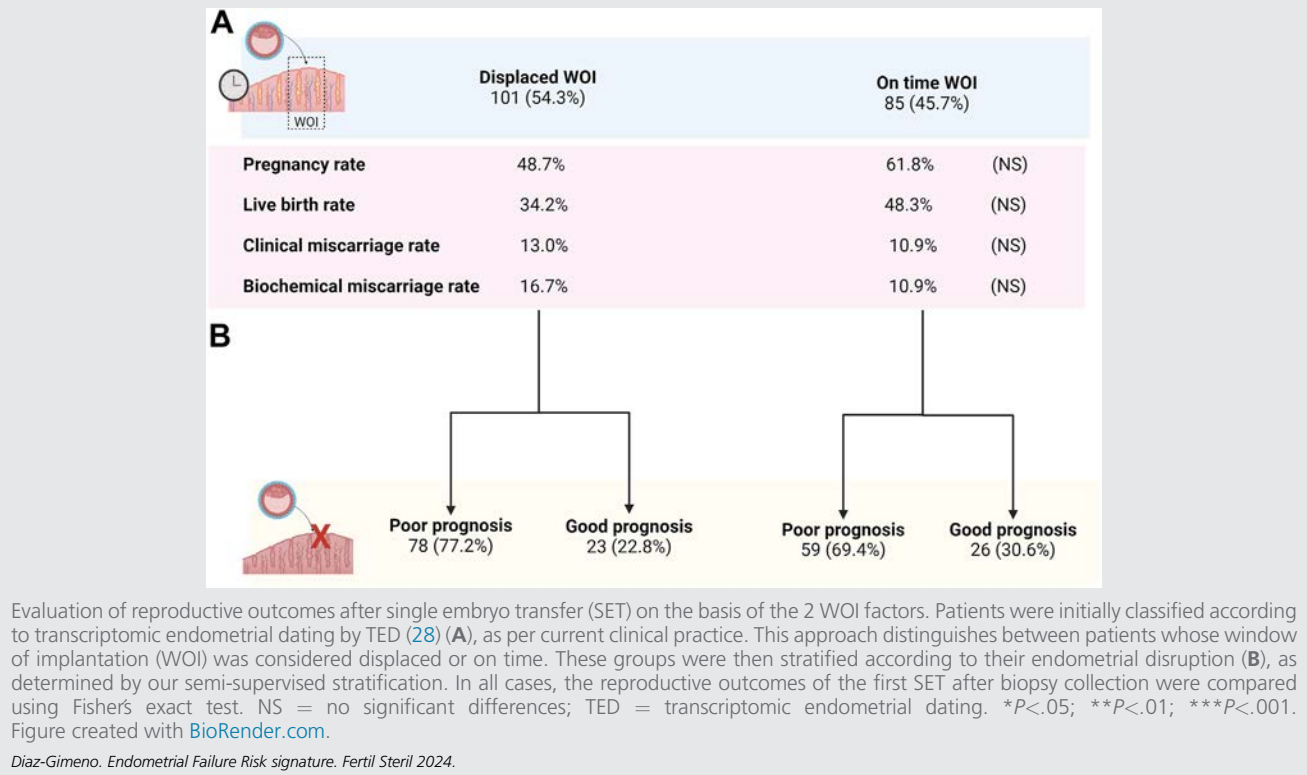 A
Displaced WOI
101 (54.3%)
On time WOI
85 (45.7%)
WOI
Pregnancy rate 48.7% 61.8% (NS)
Live birth rate 34.2% 48.3% (NS)
Clinical miscarriage rate 13.0% 10.9% (NS)
Biochemical miscarriage rate 16.7% 10.9% (NS)
B
Poor prognosis
78 (77.2%)
Good prognosis
23 (22.8%)
Poor prognosis
59 (69.4%)
Good prognosis
26 (30.6%)
X
Evaluation of reproductive outcomes after single embryo transfer (SET) on the basis of the 2 WOI factors. Patients were initially classified according
to transcriptomic endometrial dating by TED (28) (A), as per current clinical practice. This approach distinguishes between patients whose window
of implantation (WOI) was considered displaced or on time. These groups were then stratified according to their endometrial disruption (B), as
determined by our semi-supervised stratification. In all cases, the reproductive outcomes of the first SET after biopsy collection were compared
using Fisher's exact test. NS = no significant differences; TED = transcriptomic endometrial dating. *P<.05; **P<.01; ***P<.001.
Figure created with BioRender.com.
Diaz-Gimeno. Endometrial Failure Risk signature. Fertil Steril 2024.